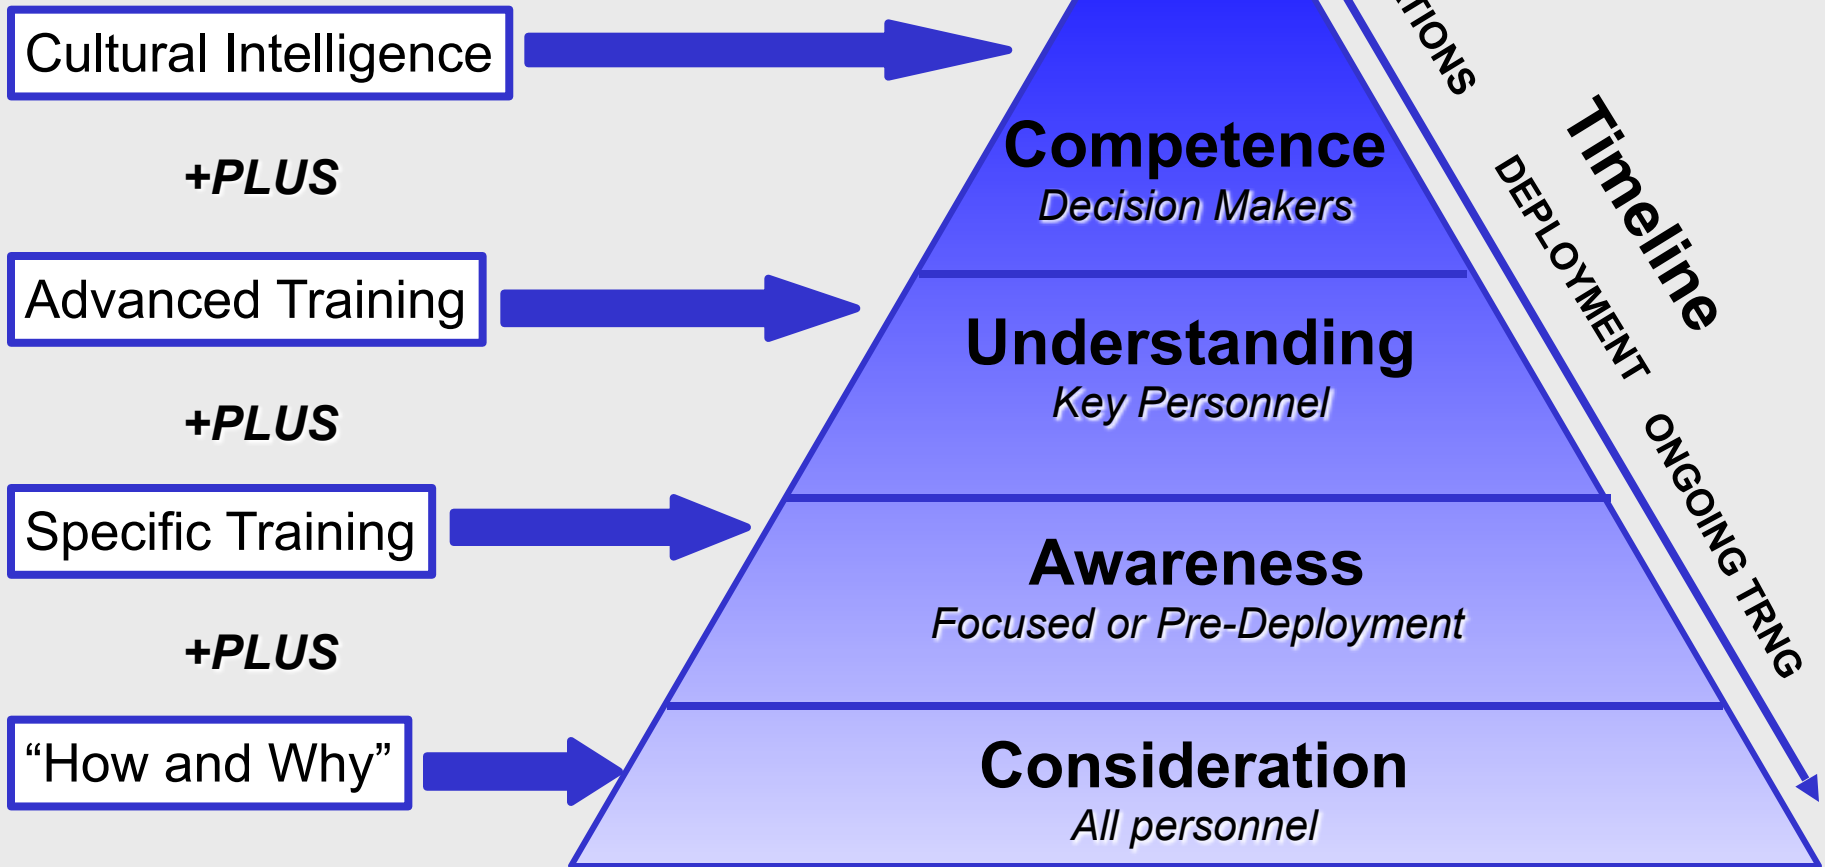 Cultural Intelligence
+PLUS
Advanced Training
+PLUS
Specific Training
+PLUS
“How and Why”
Competence
Decision Makers
Understanding
Key Personnel
Awareness
Focused or Pre-Deployment
Consideration
All personnel
Timeline
DEPLOYMENT
ONGOING TRNG